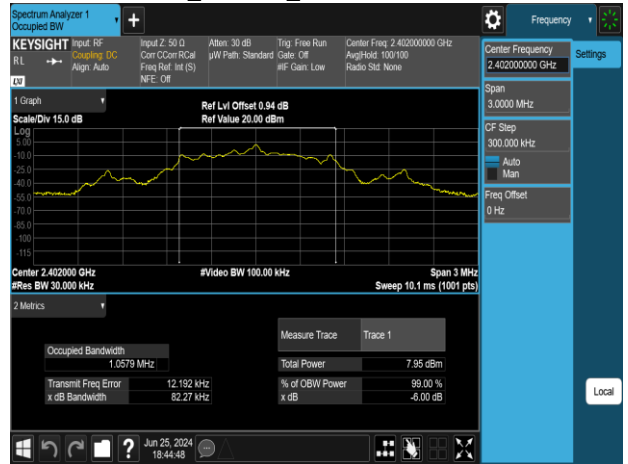 Spectrum Analyzer 1
Occupied BW
+
Frequency
KEYSIGHT Input: RF Input Z: 50 Ω Atten: 30 dB Trig: Free Run Center Freq: 2.402000000 GHz
RL Coupling: DC Corr CCorr RCal µW Path: Standard Gate: Off Avg|Hold: 100/100
Align: Auto Freq Ref: Int (S) #IF Gain: Low Radio Std: None
LXI NFE: Off
Center Frequency
2.402000000 GHz
Settings
Span
3.0000 MHz
CF Step
300.000 kHz
Auto
Man
Freq Offset
0 Hz
Local
1 Graph
Ref Lvl Offset 0.94 dB
Scale/Div 15.0 dB Ref Value 20.00 dBm
Log
5.00
-10.0
-25.0
-40.0
-55.0
-70.0
-85.0
-100
-115
Center 2.402000 GHz #Video BW 100.00 kHz Span 3 MHz
#Res BW 30.000 kHz Sweep 10.1 ms (1001 pts)
2 Metrics
Measure Trace Trace 1
Occupied Bandwidth
1.0579 MHz Total Power 7.95 dBm
Transmit Freq Error 12.192 kHz % of OBW Power 99.00 %
x dB Bandwidth 82.27 kHz x dB -6.00 dB
? Jun 25, 2024
18:44:48